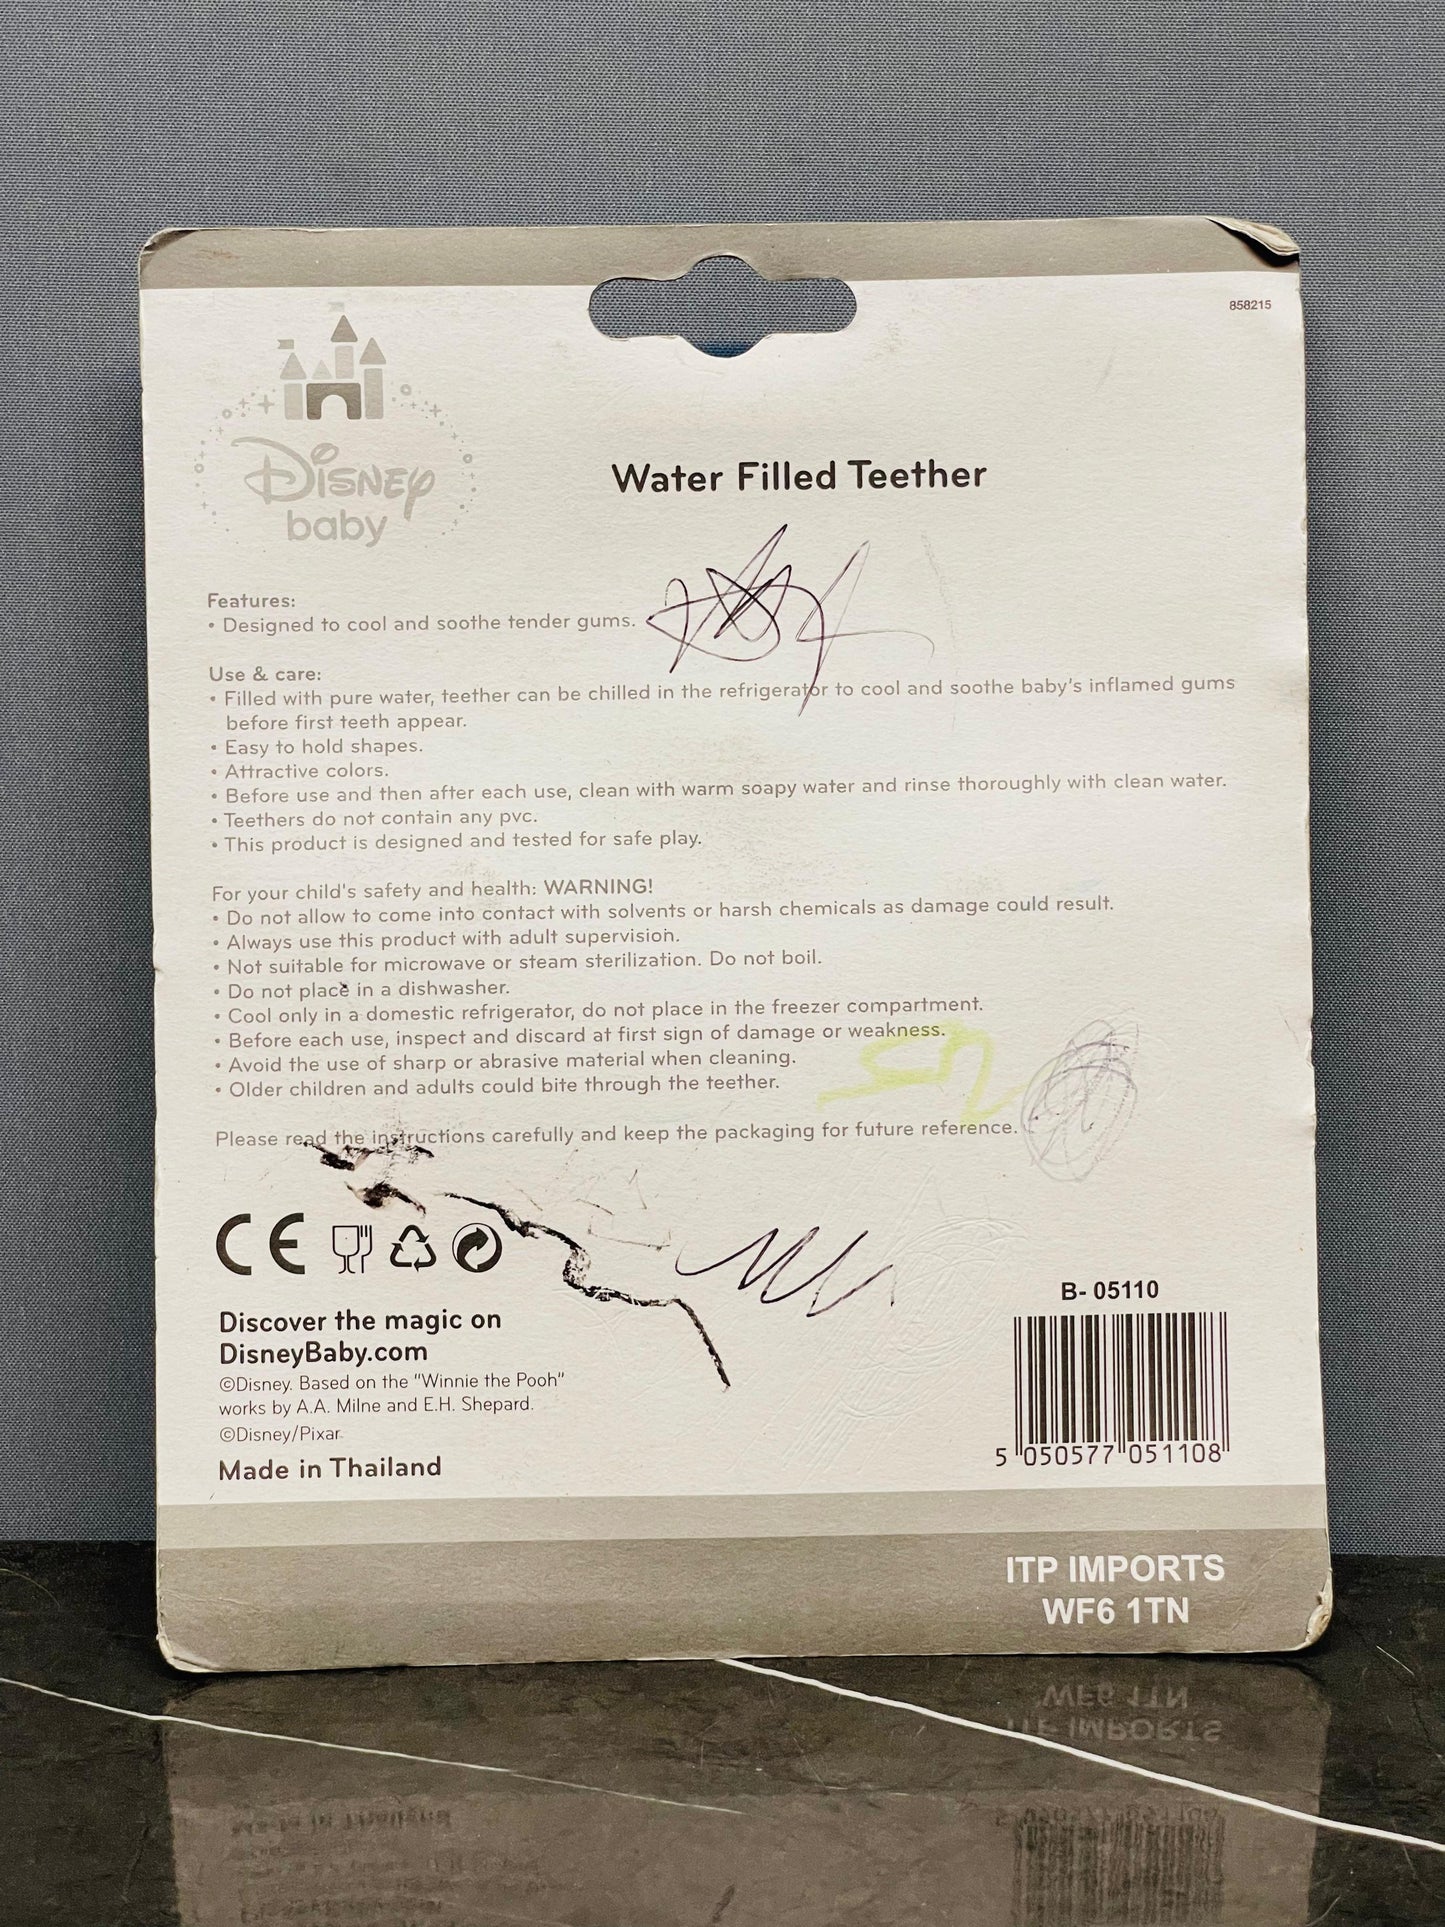 858215
Disney
baby
Water Filled Teether
Features:
• Designed to cool and soothe tender gums.
Use & care:
• Filled with pure water, teether can be chilled in the refrigerator to cool and soothe baby's inflamed gums
before first teeth appear.
• Easy to hold shapes.
• Attractive colors.
• Before use and then after each use, clean with warm soapy water and rinse thoroughly with clean water.
• Teethers do not contain any pvc.
• This product is designed and tested for safe play.
For your child's safety and health: WARNING!
• Do not allow to come into contact with solvents or harsh chemicals as damage could result.
• Always use this product with adult supervision.
• Not suitable for microwave or steam sterilization. Do not boil.
• Do not place in a dishwasher.
• Cool only in a domestic refrigerator, do not place in the freezer compartment.
• Before each use, inspect and discard at first sign of damage or weakness.
• Avoid the use of sharp or abrasive material when cleaning.
• Older children and adults could bite through the teether.
Please read the instructions carefully and keep the packaging for future reference.
CE
Discover the magic on
DisneyBaby.com
©Disney. Based on the "Winnie the Pooh"
works by A.A. Milne and E.H. Shepard.
©Disney/Pixar
Made in Thailand
B- 05110
5 050577 051108
ITP IMPORTS
WF6 1TN